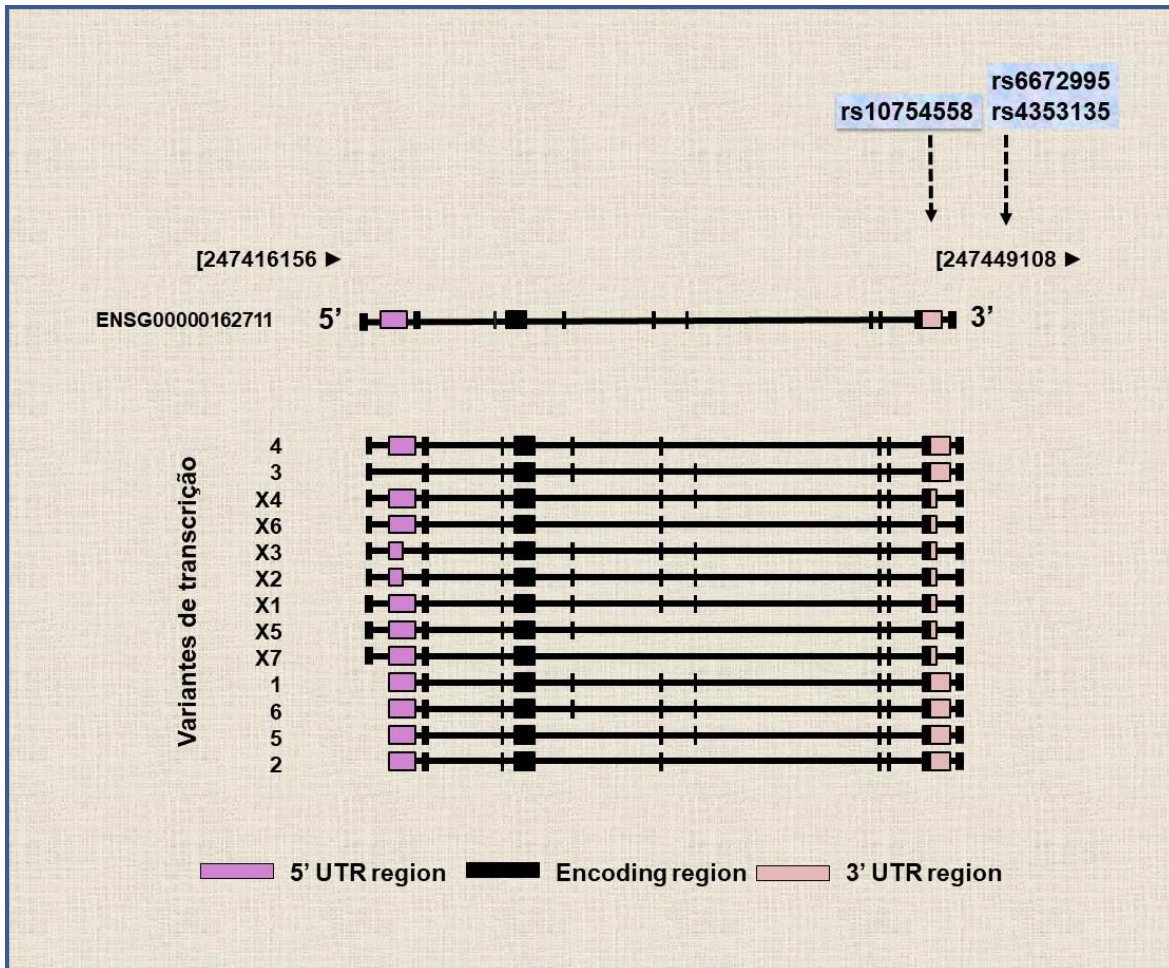 rs6672995
rs10754558
rs4353135
[247416156 ►
[247449108 ►
ENSG00000162711
5’
3’
Variantes de transcrição
4
3
X4
X6
X3
X2
X1
X5
X7
1
6
5
2
5’ UTR region
Encoding region
3’ UTR region